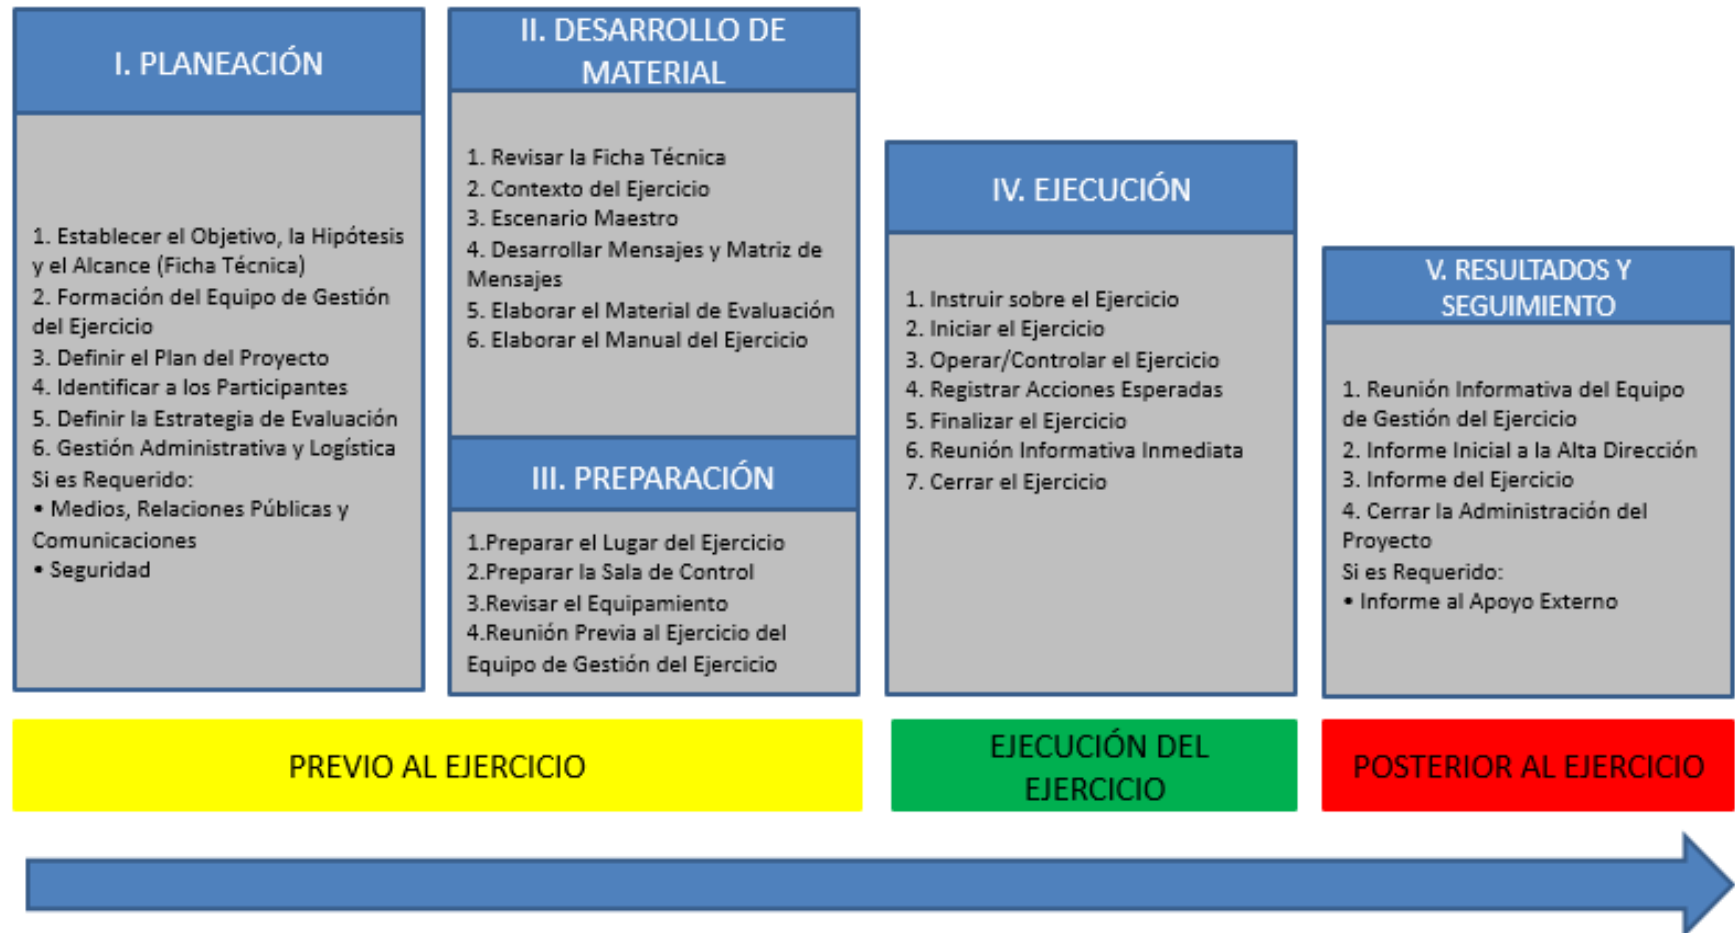 I. PLANEACIÓN
1. Establecer el Objetivo, la Hipótesis
y el Alcance (Ficha Técnica)
2. Formación del Equipo de Gestión
del Ejercicio
3. Definir el Plan del Proyecto
4. Identificar a los Participantes
5. Definir la Estrategia de Evaluación
6. Gestión Administrativa y Logística
Si es Requerido:
• Medios, Relaciones Públicas y
Comunicaciones
• Seguridad
II. DESARROLLO DE
MATERIAL
1. Revisar la Ficha Técnica
2. Contexto del Ejercicio
3. Escenario Maestro
4. Desarrollar Mensajes y Matriz de
Mensajes
5. Elaborar el Material de Evaluación
6. Elaborar el Manual del Ejercicio
III. PREPARACIÓN
1.Preparar el Lugar del Ejercicio
2.Preparar la Sala de Control
3.Revisar el Equipamiento
4.Reunión Previa al Ejercicio del
Equipo de Gestión del Ejercicio
IV. EJECUCIÓN
1. Instruir sobre el Ejercicio
2. Iniciar el Ejercicio
3. Operar/Controlar el Ejercicio
4. Registrar Acciones Esperadas
5. Finalizar el Ejercicio
6. Reunión Informativa Inmediata
7. Cerrar el Ejercicio
V. RESULTADOS Y
SEGUIMIENTO
1. Reunión Informativa del Equipo
de Gestión del Ejercicio
2. Informe Inicial a la Alta Dirección
3. Informe del Ejercicio
4. Cerrar la Administración del
Proyecto
Si es Requerido:
• Informe al Apoyo Externo
PREVIO AL EJERCICIO
EJECUCIÓN DEL
EJERCICIO
POSTERIOR AL EJERCICIO